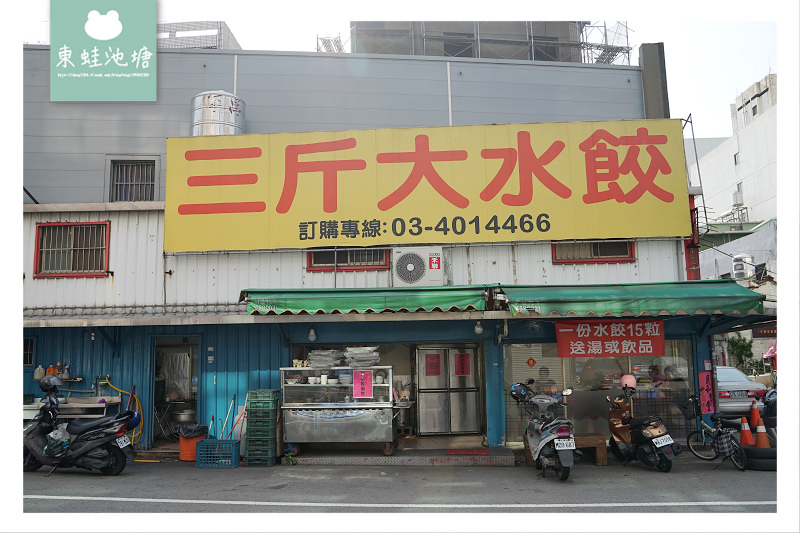 東蛙池塘
三斤大水餃
訂購專線:03-4014466
一份水餃15粒
送湯或飲品